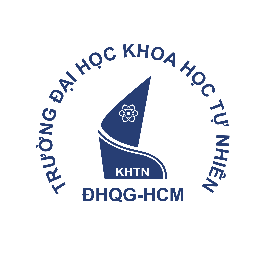 TRƯỜNG ĐẠI HỌC KHOA HỌC TỰ NHIÊN
KHTN
ĐHQG-HCM